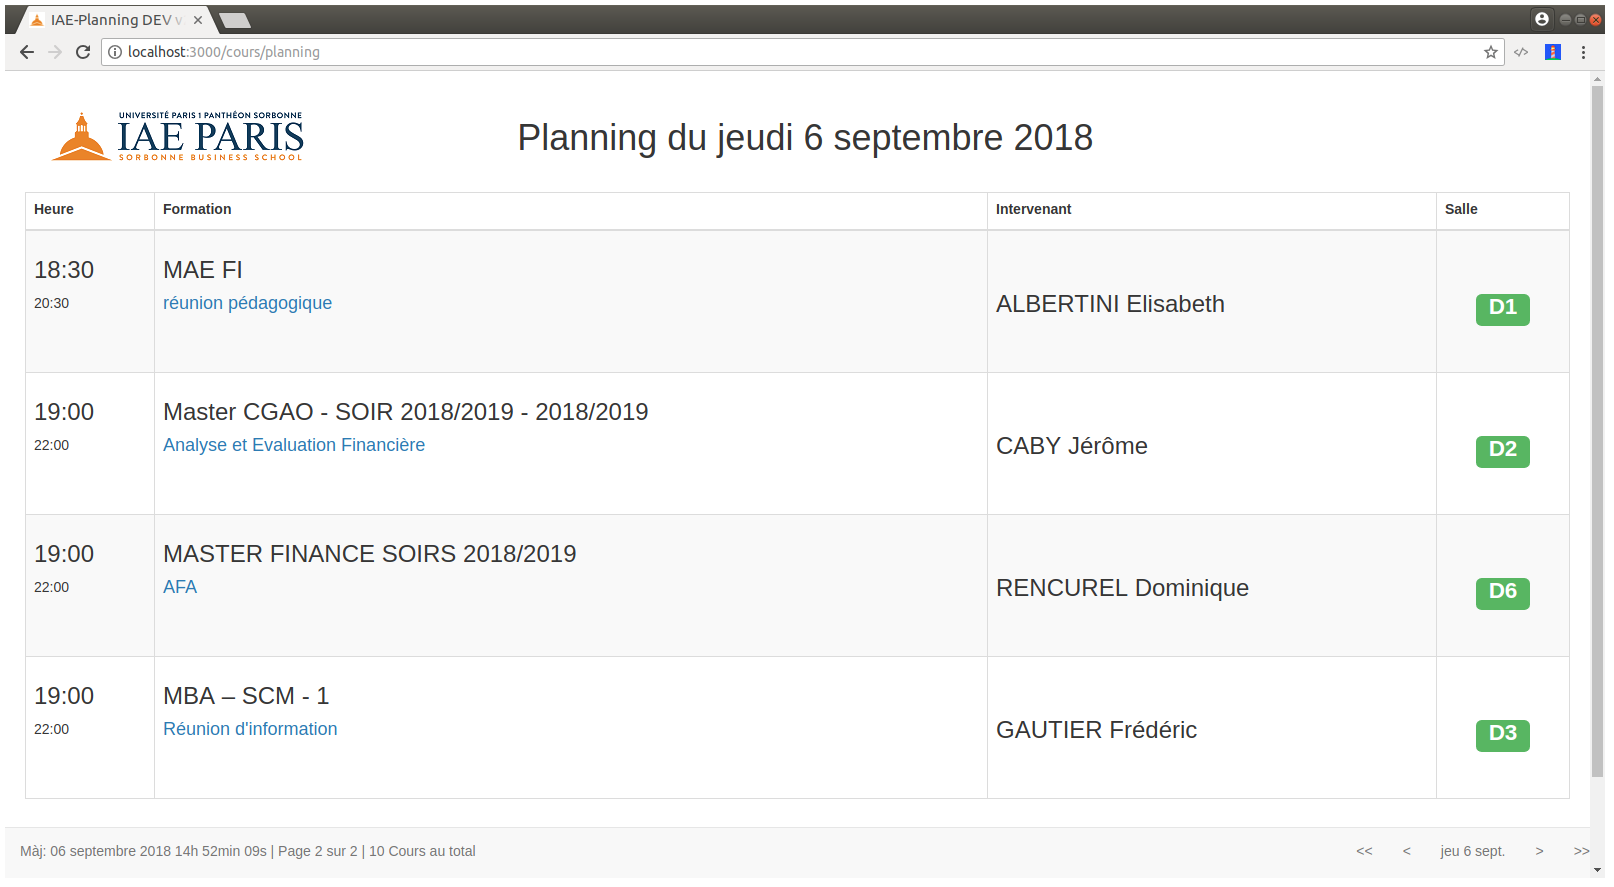 IAE-Planning DEV v
localhost:3000/cours/planning
UNIVERSITÉ PARIS 1 PANTHÉON SORBONNE
IAE PARIS
SORBONNE BUSINESS SCHOOL
Planning du jeudi 6 septembre 2018
Heure Formation Intervenant Salle
18:30 MAE FI
20:30 réunion pédagogique ALBERTINI Elisabeth D1
19:00 Master CGAO - SOIR 2018/2019 - 2018/2019
22:00 Analyse et Evaluation Financière CABY Jérôme D2
19:00 MASTER FINANCE SOIRS 2018/2019
22:00 AFA RENCUREL Dominique D6
19:00 MBA – SCM - 1
22:00 Réunion d'information GAUTIER Frédéric D3
Màj: 06 septembre 2018 14h 52min 09s | Page 2 sur 2 | 10 Cours au total << < jeu 6 sept. > >>